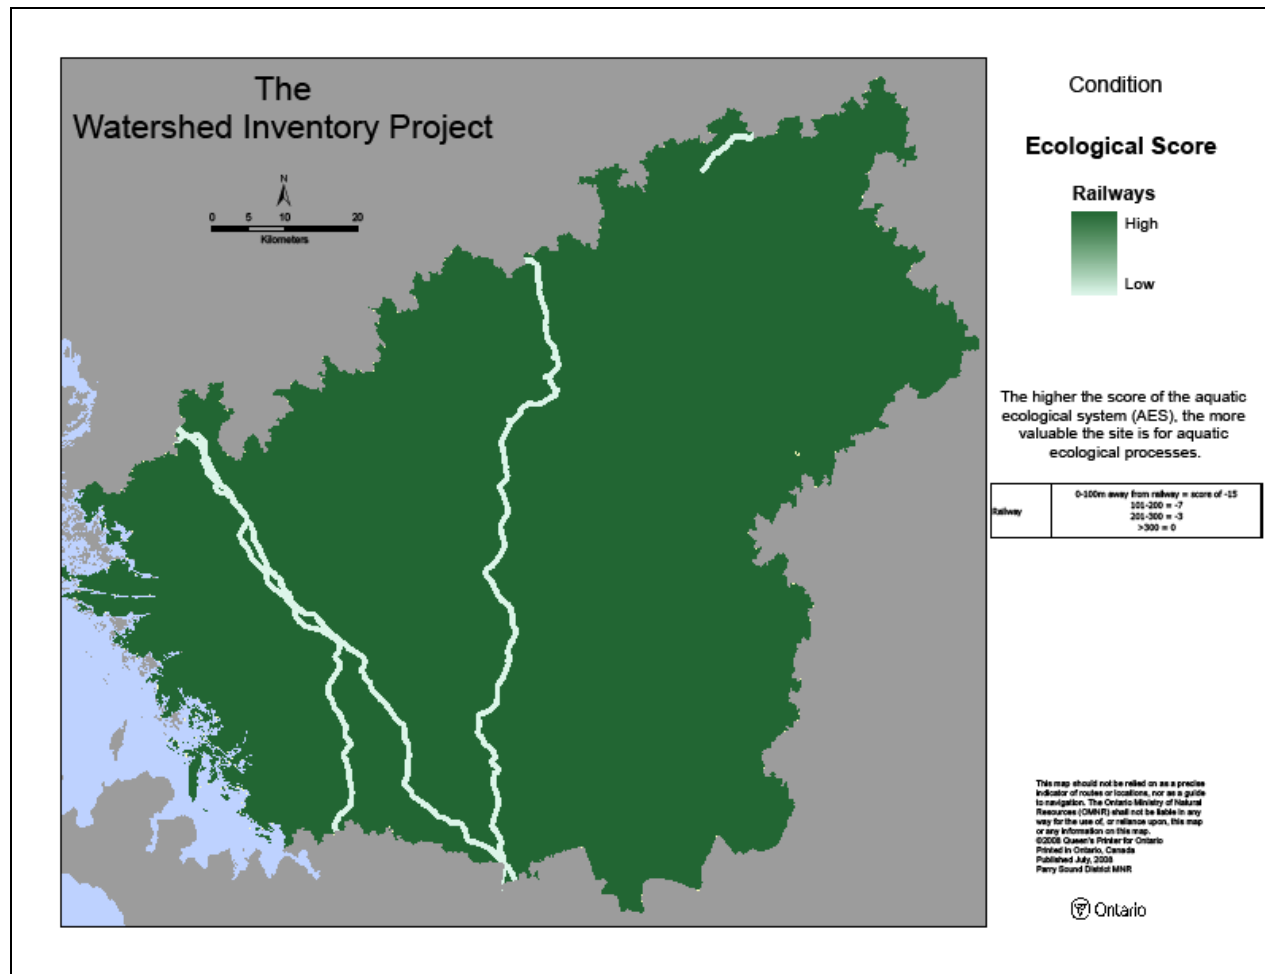 The
Watershed Inventory Project
N
0 5 10 20
Kilometers
Condition
Ecological Score
Railways
High
Low
The higher the score of the aquatic
ecological system (AES), the more
valuable the site is for aquatic
ecological processes.
Railway
0-100m away from railway = score of -15
101-200 = -7
201-300 = -3
>300 = 0
This map should not be relied on as a precise
indicator of routes or locations, nor as a guide
to navigation. The Ontario Ministry of Natural
Resources (OMNR) shall not be liable in any
way for the use of, or reliance upon, this map
or any information on this map.
©2008 Queen's Printer for Ontario
Printed in Ontario, Canada
Published July, 2008
Parry Sound District MNR
Ontario